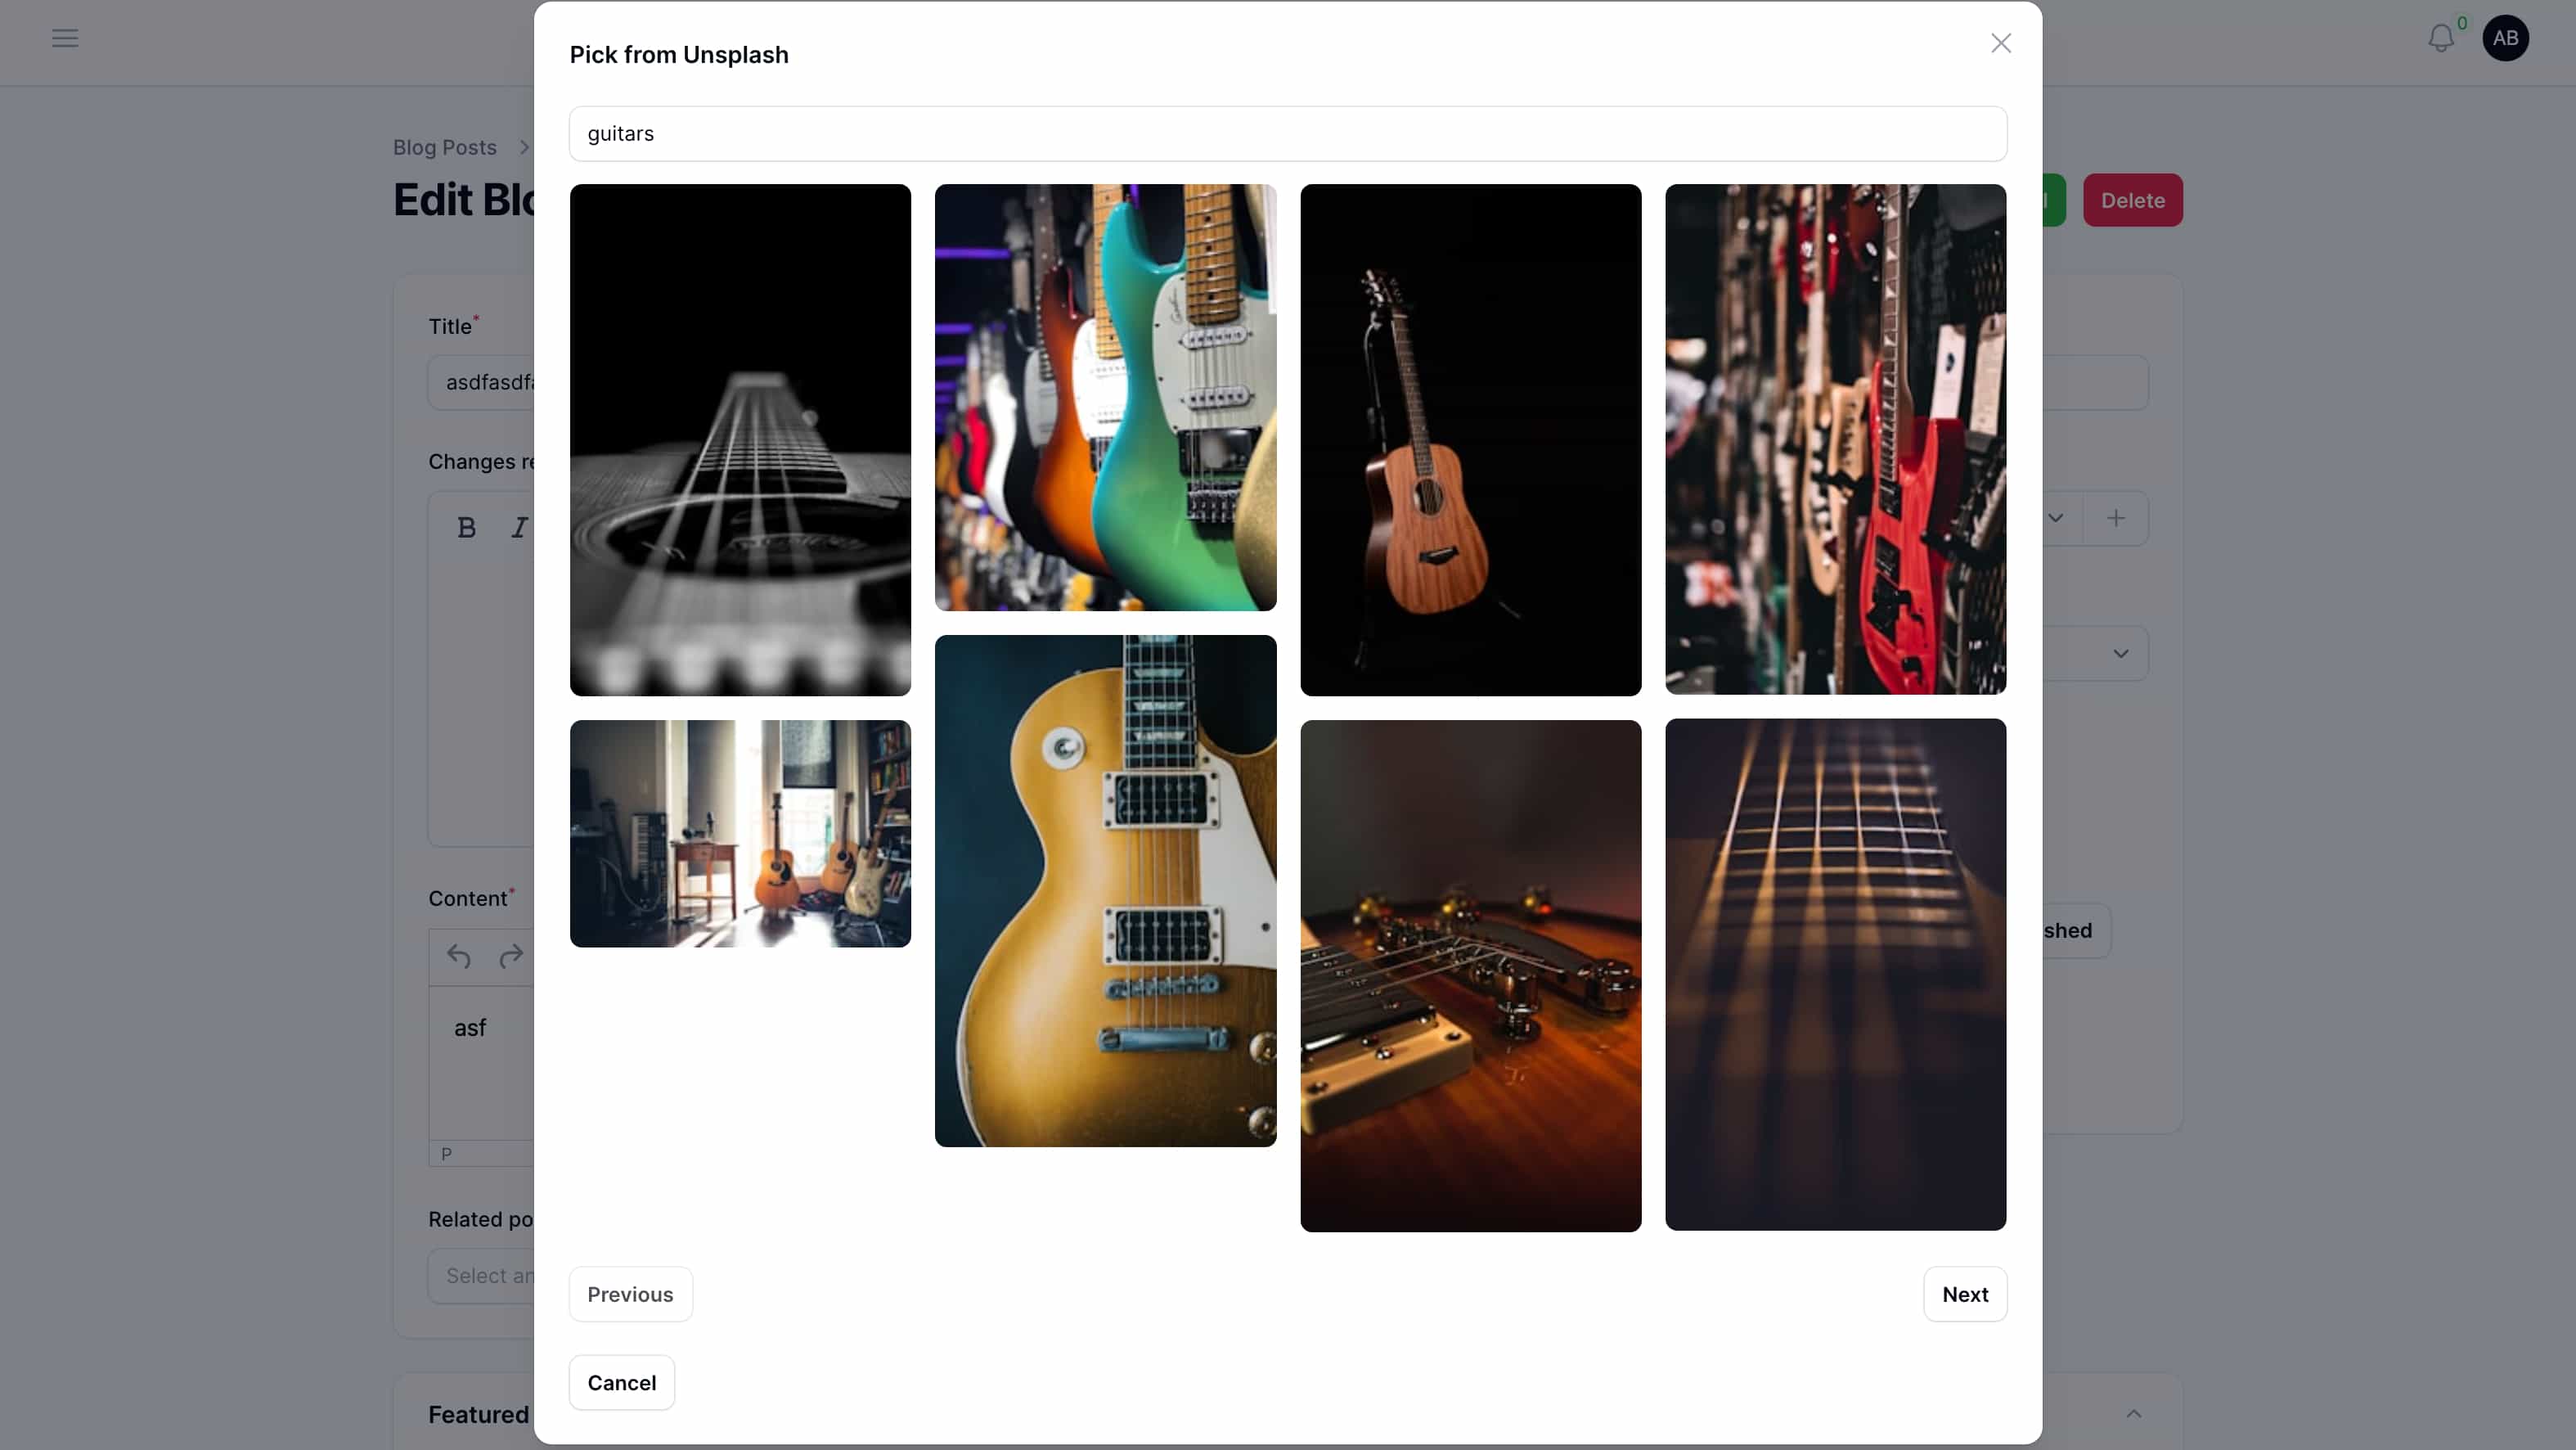 0
AB
Pick from Unsplash
guitars
Blog Posts
Edit Blo
Delete
Title*
asdfasdfa
Changes re
B I
Content*
asf
P
Related po
Select an
shed
Previous
Next
Cancel
Featured